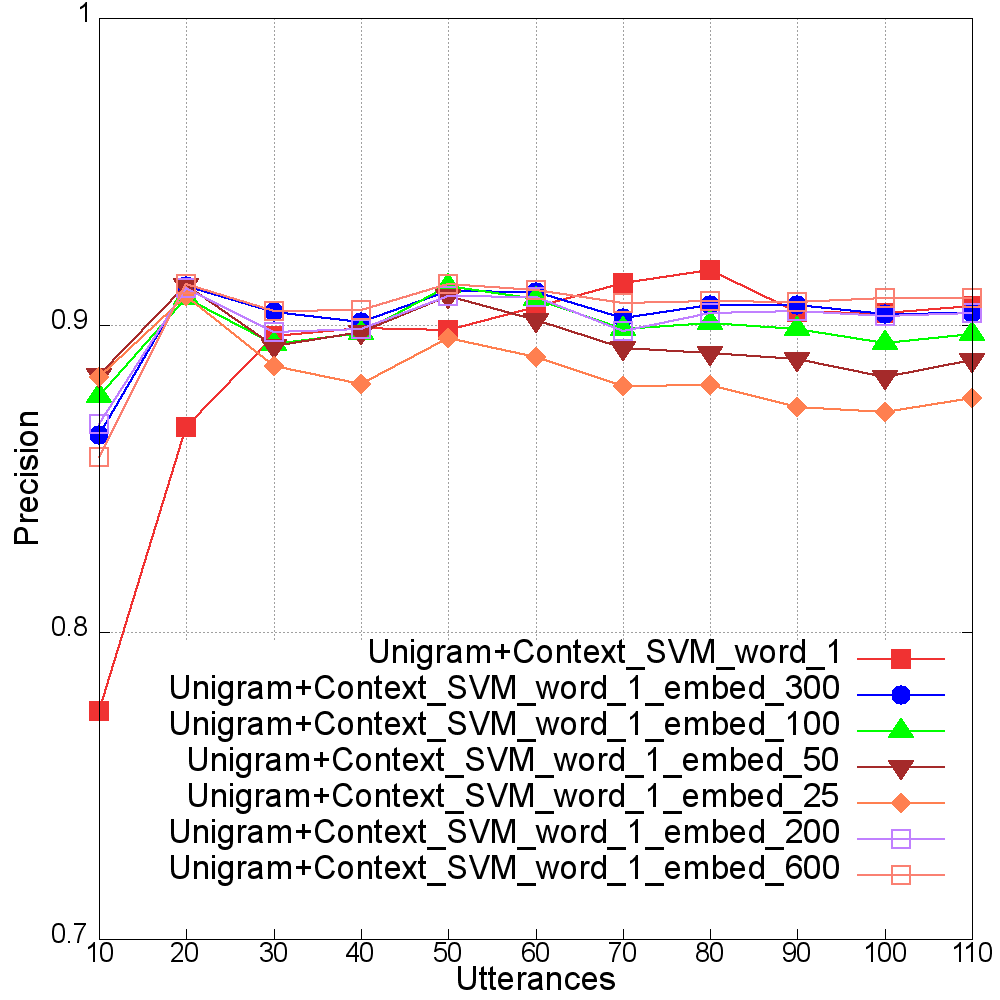 1
0.9
0.8
0.7
Precision
Unigram+Context_SVM_word_1
Unigram+Context_SVM_word_1_embed_300
Unigram+Context_SVM_word_1_embed_100
Unigram+Context_SVM_word_1_embed_50
Unigram+Context_SVM_word_1_embed_25
Unigram+Context_SVM_word_1_embed_200
Unigram+Context_SVM_word_1_embed_600
10 20 30 40 50 60 70 80 90 100 110
Utterances